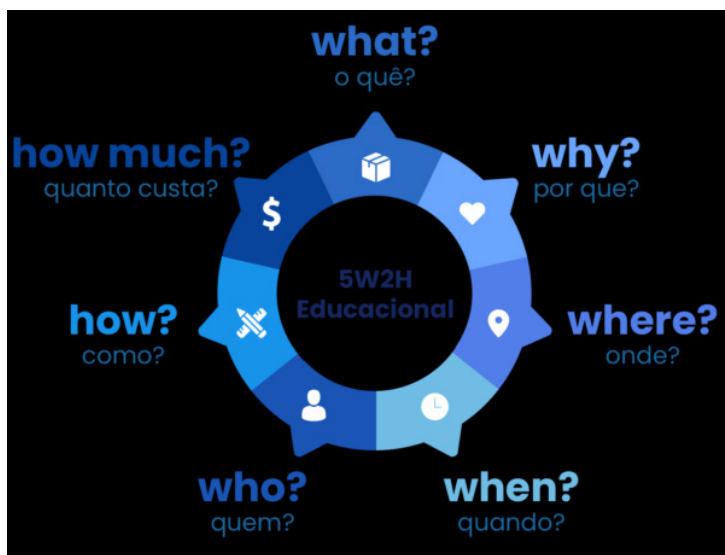 what?
o quê?
why?
por que?
where?
onde?
when?
quando?
who?
quem?
how?
como?
how much?
quanto custa?
5W2H
Educacional